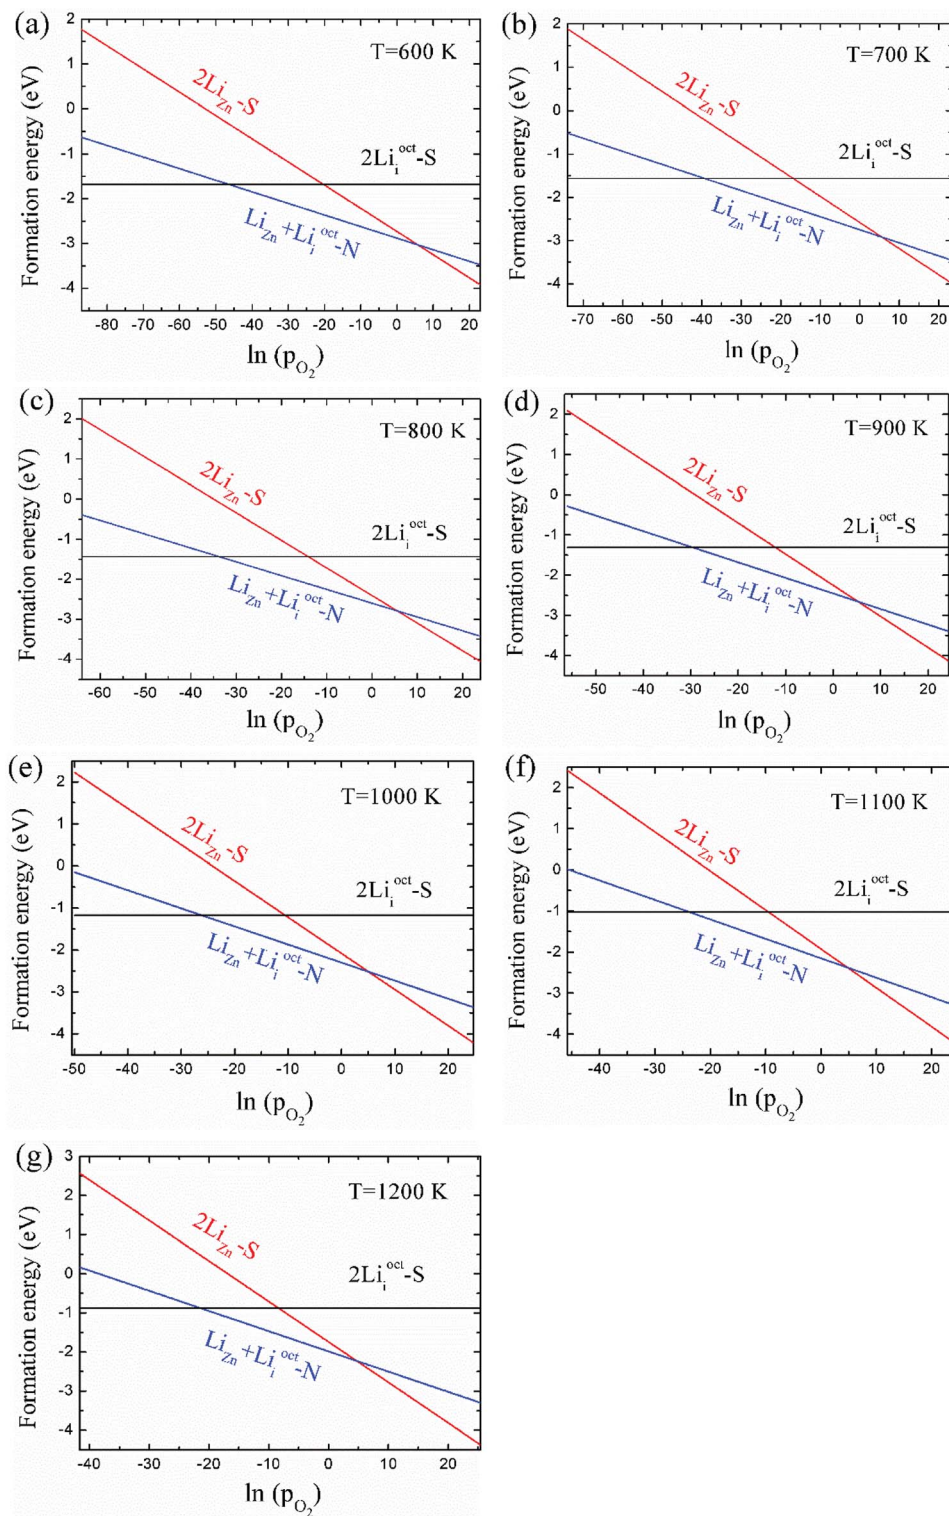 (a)
T=600 K
2Li_Zn-S
2Li_i^oct-S
Li_Zn+Li_i^oct-N
Formation energy (eV)
2
1
0
-1
-2
-3
-4
-80 -70 -60 -50 -40 -30 -20 -10 0 10 20
ln (p_O2)
(b)
T=700 K
2Li_Zn-S
2Li_i^oct-S
Li_Zn+Li_i^oct-N
Formation energy (eV)
2
1
0
-1
-2
-3
-4
-70 -60 -50 -40 -30 -20 -10 0 10 20
ln (p_O2)
(c)
T=800 K
2Li_Zn-S
2Li_i^oct-S
Li_Zn+Li_i^oct-N
Formation energy (eV)
2
1
0
-1
-2
-3
-4
-60 -50 -40 -30 -20 -10 0 10 20
ln (p_O2)
(d)
T=900 K
2Li_Zn-S
2Li_i^oct-S
Li_Zn+Li_i^oct-N
Formation energy (eV)
2
1
0
-1
-2
-3
-4
-50 -40 -30 -20 -10 0 10 20
ln (p_O2)
(e)
T=1000 K
2Li_Zn-S
2Li_i^oct-S
Li_Zn+Li_i^oct-N
Formation energy (eV)
2
1
0
-1
-2
-3
-4
-50 -40 -30 -20 -10 0 10 20
ln (p_O2)
(f)
T=1100 K
2Li_Zn-S
2Li_i^oct-S
Li_Zn+Li_i^oct-N
Formation energy (eV)
2
1
0
-1
-2
-3
-4
-40 -30 -20 -10 0 10 20
ln (p_O2)
(g)
T=1200 K
2Li_Zn-S
2Li_i^oct-S
Li_Zn+Li_i^oct-N
Formation energy (eV)
3
2
1
0
-1
-2
-3
-4
-40 -30 -20 -10 0 10 20
ln (p_O2)